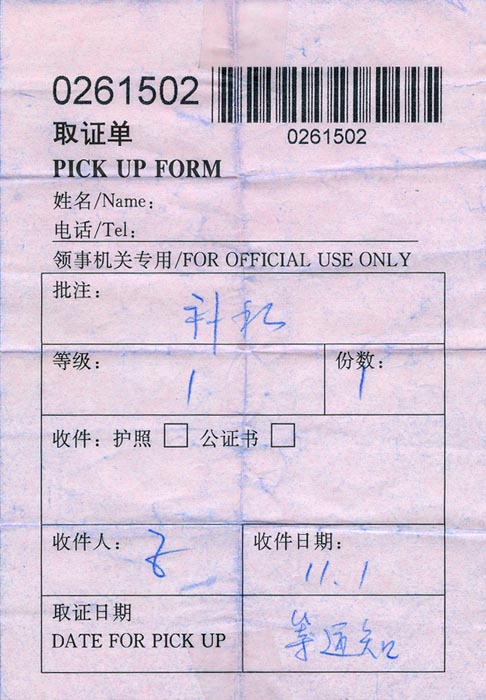 0261502
0261502
取证单
PICK UP FORM
姓名/Name:
电话/Tel:
领事机关专用/FOR OFFICIAL USE ONLY
批注:
补私
等级:
份数:
1
1
收件: 护照 □ 公证书 □
收件人:
收件日期:
11.1
取证日期
DATE FOR PICK UP
等通知